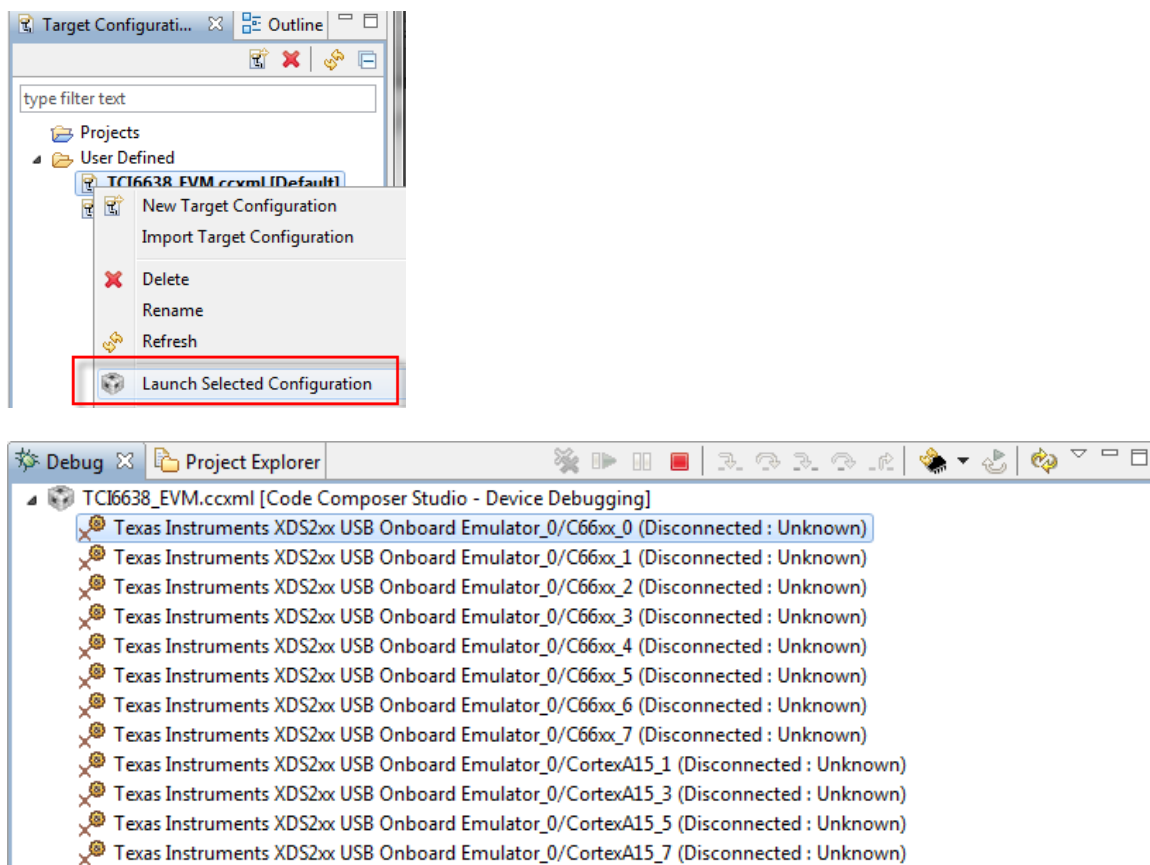 Target Configurati... Outline
type filter text
Projects
User Defined
TCI6638_EVM.ccxml [Default]
New Target Configuration
Import Target Configuration
Delete
Rename
Refresh
Launch Selected Configuration
Debug Project Explorer
TCI6638_EVM.ccxml [Code Composer Studio - Device Debugging]
Texas Instruments XDS2xx USB Onboard Emulator_0/C66xx_0 (Disconnected : Unknown)
Texas Instruments XDS2xx USB Onboard Emulator_0/C66xx_1 (Disconnected : Unknown)
Texas Instruments XDS2xx USB Onboard Emulator_0/C66xx_2 (Disconnected : Unknown)
Texas Instruments XDS2xx USB Onboard Emulator_0/C66xx_3 (Disconnected : Unknown)
Texas Instruments XDS2xx USB Onboard Emulator_0/C66xx_4 (Disconnected : Unknown)
Texas Instruments XDS2xx USB Onboard Emulator_0/C66xx_5 (Disconnected : Unknown)
Texas Instruments XDS2xx USB Onboard Emulator_0/C66xx_6 (Disconnected : Unknown)
Texas Instruments XDS2xx USB Onboard Emulator_0/C66xx_7 (Disconnected : Unknown)
Texas Instruments XDS2xx USB Onboard Emulator_0/CortexA15_1 (Disconnected : Unknown)
Texas Instruments XDS2xx USB Onboard Emulator_0/CortexA15_3 (Disconnected : Unknown)
Texas Instruments XDS2xx USB Onboard Emulator_0/CortexA15_5 (Disconnected : Unknown)
Texas Instruments XDS2xx USB Onboard Emulator_0/CortexA15_7 (Disconnected : Unknown)